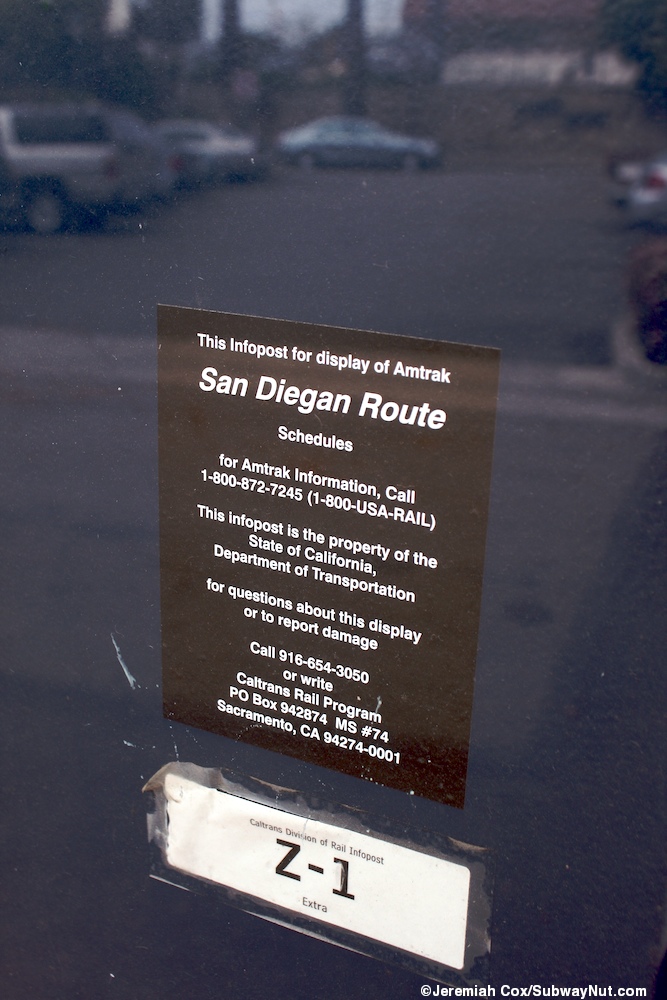 This Infopost for display of Amtrak
San Diegan Route
Schedules
for Amtrak Information, Call
1-800-872-7245 (1-800-USA-RAIL)
This infopost is the property of the
State of California,
Department of Transportation
for questions about this display
or to report damage
Call 916-654-3050
or write
Caltrans Rail Program
PO Box 942874 MS #74
Sacramento, CA 94274-0001
Caltrans Division of Rail Infopost
Z-1
Extra
©Jeremiah Cox/SubwayNut.com